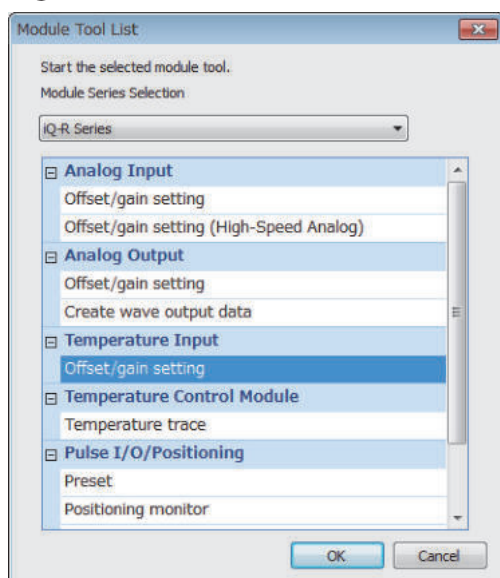 Module Tool List
Start the selected module tool.
Module Series Selection
iQ-R Series
Analog Input
Offset/gain setting
Offset/gain setting (High-Speed Analog)
Analog Output
Offset/gain setting
Create wave output data
Temperature Input
Offset/gain setting
Temperature Control Module
Temperature trace
Pulse I/O/Positioning
Preset
Positioning monitor
OK
Cancel